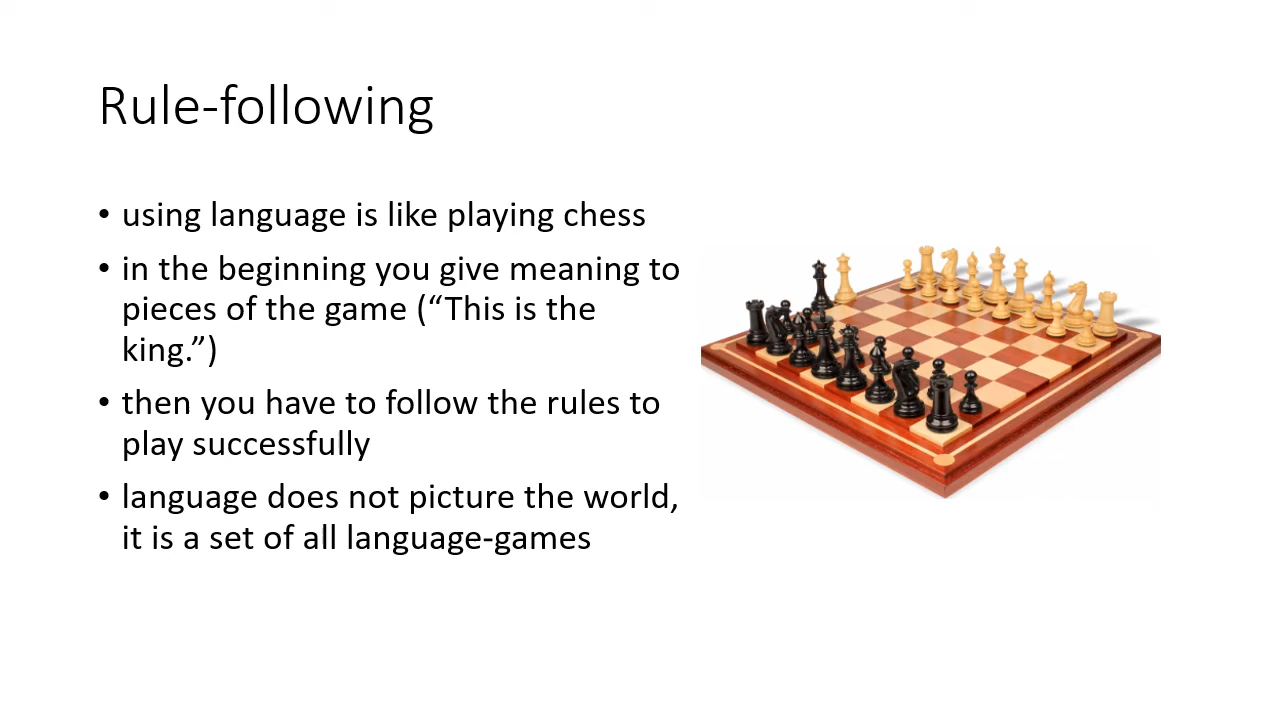 Rule-following
• using language is like playing chess
• in the beginning you give meaning to
pieces of the game (“This is the
king.”)
• then you have to follow the rules to
play successfully
• language does not picture the world,
it is a set of all language-games